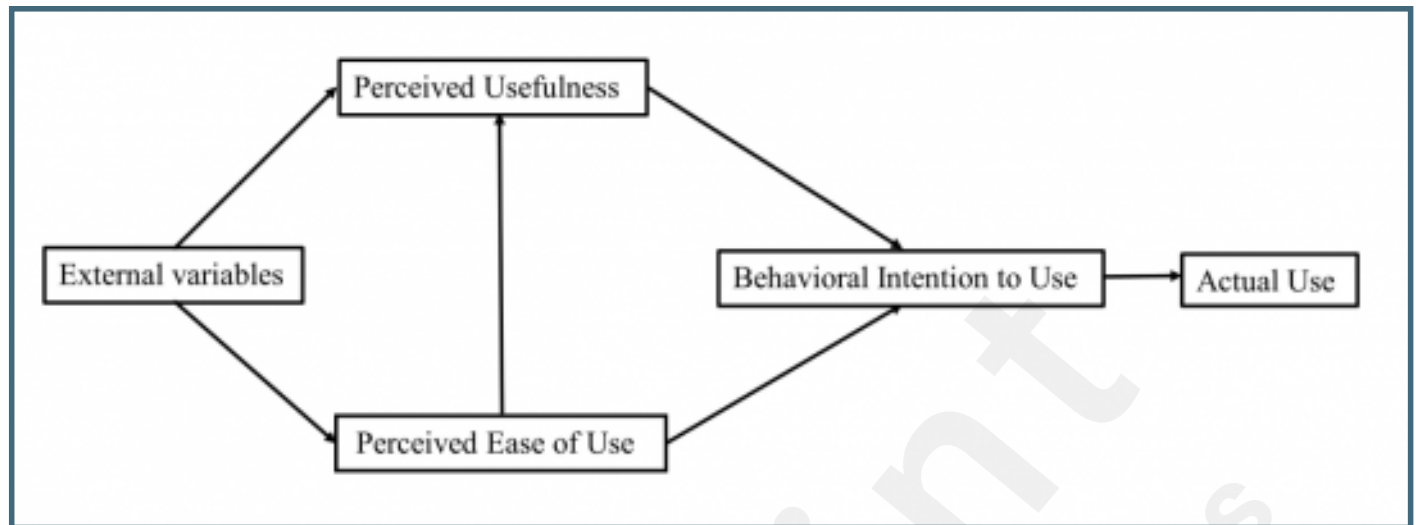 Perceived Usefulness
External variables
Behavioral Intention to Use
Actual Use
Perceived Ease of Use